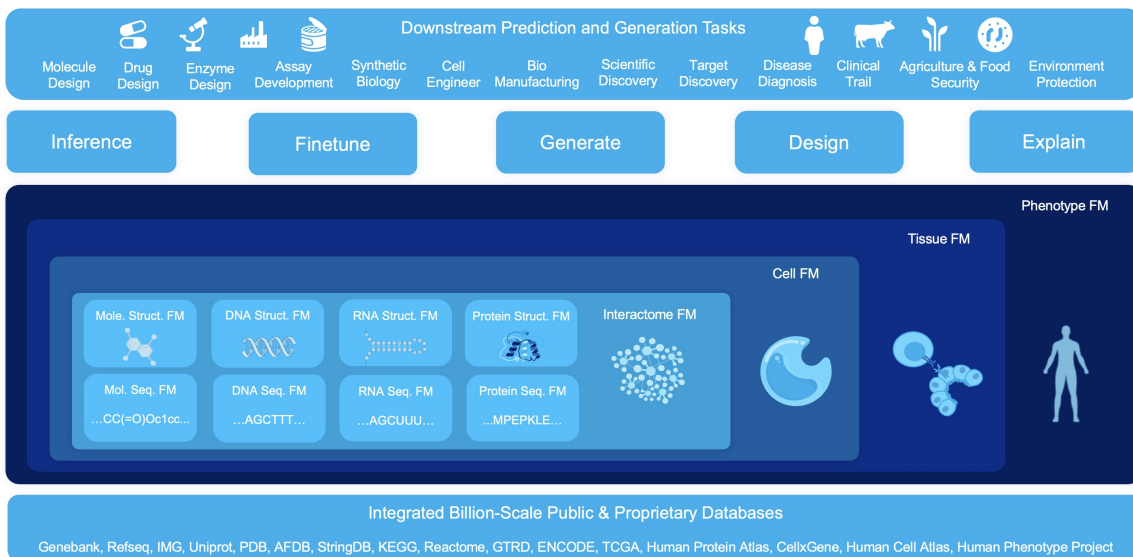 Downstream Prediction and Generation Tasks
Molecule
Design
Drug
Design
Enzyme
Design
Assay
Development
Synthetic
Biology
Cell
Engineer
Bio
Manufacturing
Scientific
Discovery
Target
Discovery
Disease
Diagnosis
Clinical
Trail
Agriculture & Food
Security
Environment
Protection
Inference
Finetune
Generate
Design
Explain
Phenotype FM
Tissue FM
Cell FM
Mole. Struct. FM
DNA Struct. FM
RNA Struct. FM
Protein Struct. FM
Interactome FM
Mol. Seq. FM
...CC(=O)Oc1cc...
DNA Seq. FM
...AGCTTT...
RNA Seq. FM
...AGCUUU...
Protein Seq. FM
...MPEPKLE...
Integrated Billion-Scale Public & Proprietary Databases
Genebank, Refseq, IMG, Uniprot, PDB, AFDB, StringDB, KEGG, Reactome, GTRD, ENCODE, TCGA, Human Protein Atlas, CellxGene, Human Cell Atlas, Human Phenotype Project